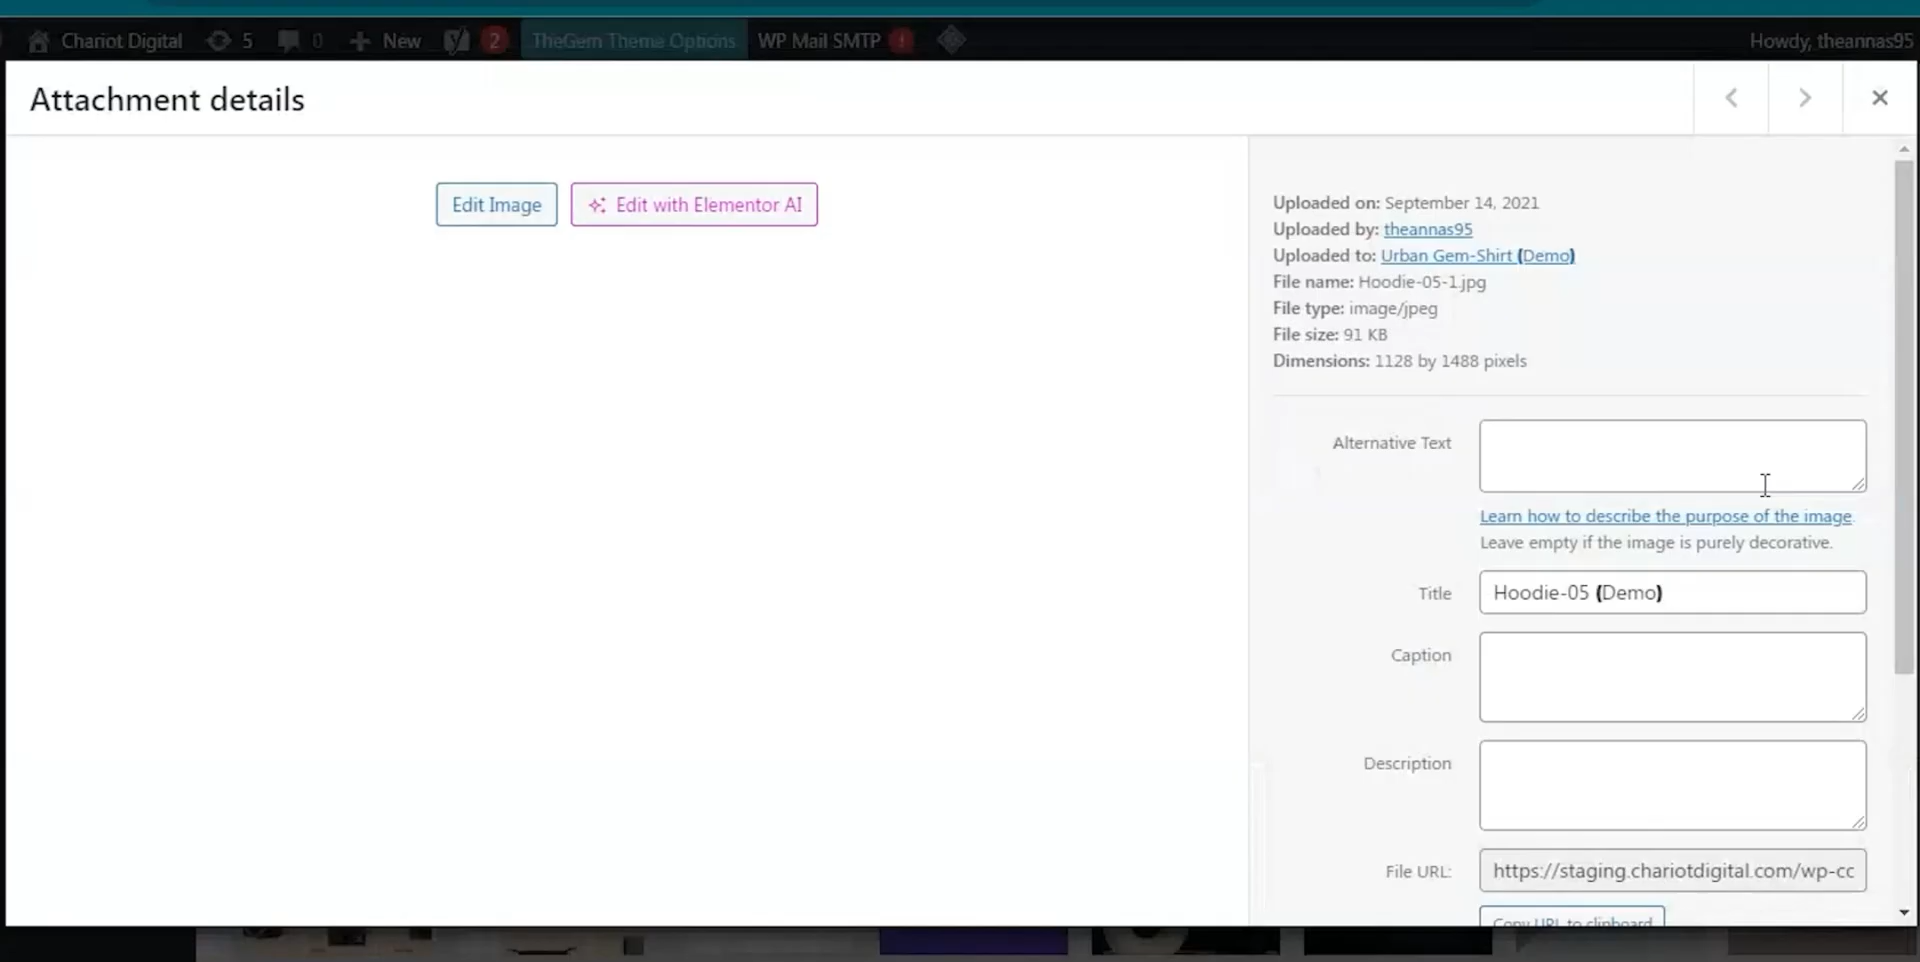 Chariot Digital 5 0 New 2 TheGem Theme Options WP Mail SMTP ! Howdy, theannas95
Attachment details
Edit Image Edit with Elementor AI
Uploaded on: September 14, 2021
Uploaded by: theannas95
Uploaded to: Urban Gem-Shirt (Demo)
File name: Hoodie-05-1.jpg
File type: image/jpeg
File size: 91 KB
Dimensions: 1128 by 1488 pixels
Alternative Text
Learn how to describe the purpose of the image.
Leave empty if the image is purely decorative.
Title Hoodie-05 (Demo)
Caption
Description
File URL: https://staging.chariotdigital.com/wp-cc
Copy URL to clipboard